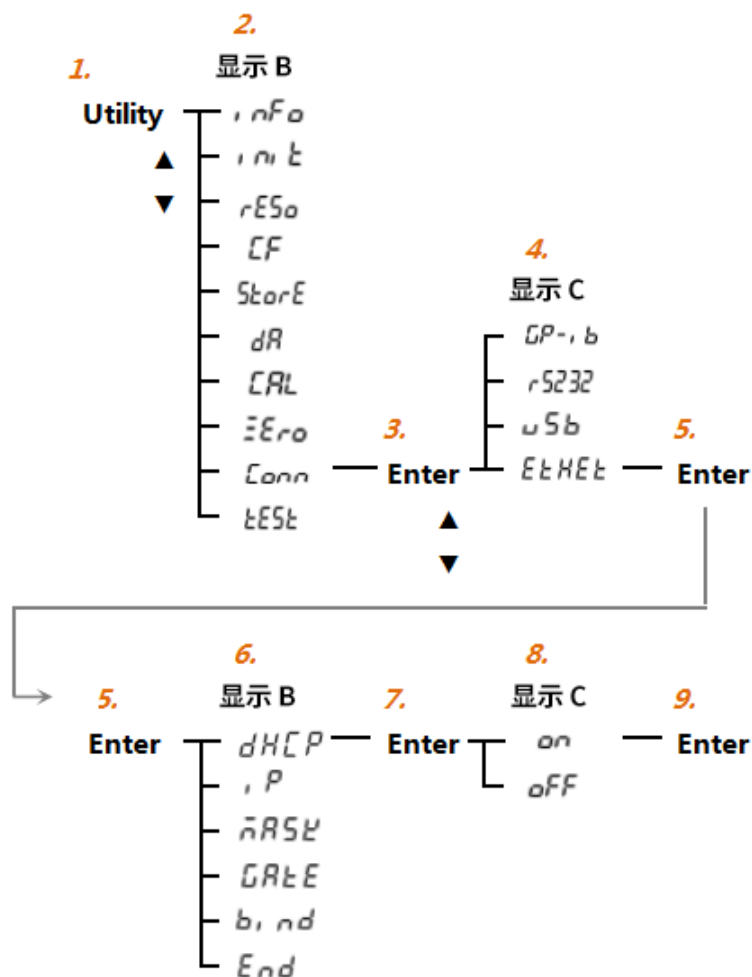 2.
1.
显示 B
Utility
inFo
▲
init
▼
rESo
CF
4.
StorE
显示 C
dA
GP-ib
CAL
rS232
ZEro
3.
uSb
5.
Conn
Enter
EtHEt
Enter
tESt
▲
▼
6.
8.
5.
显示 B
7.
显示 C
9.
Enter
dHCP
Enter
on
Enter
iP
oFF
mASK
GAtE
bind
End